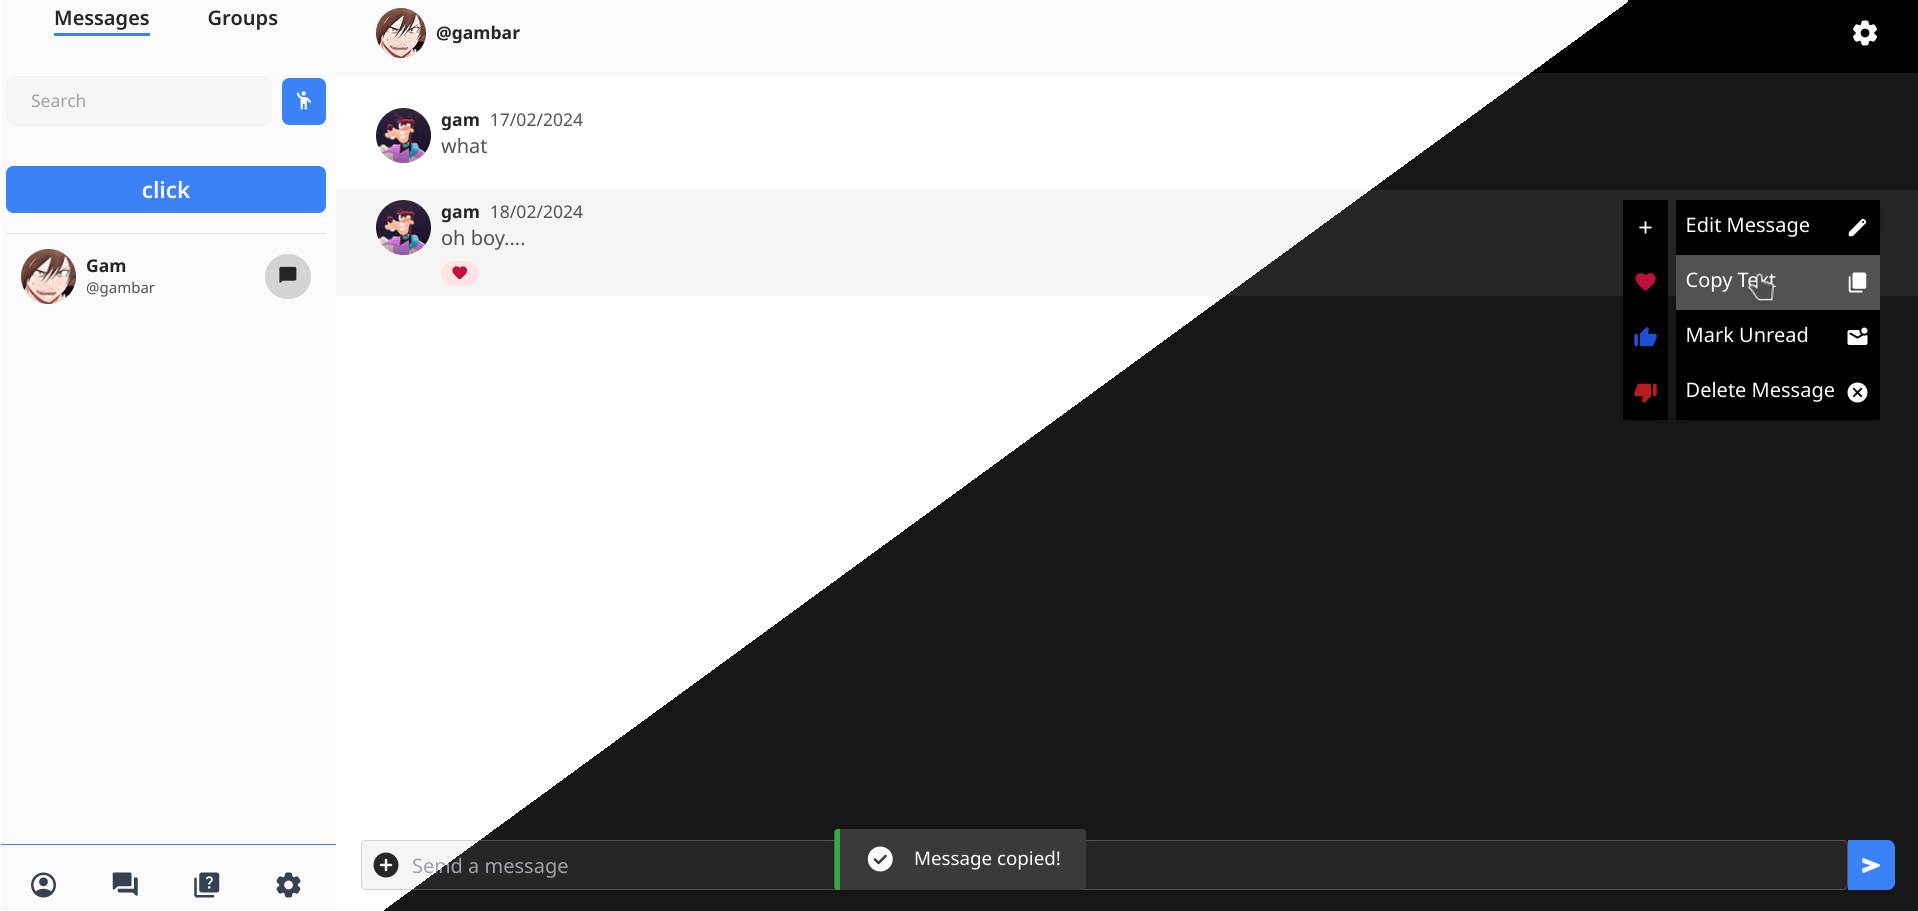 Messages Groups
Search
click
Gam
@gambar
@gambar
gam 17/02/2024
what
gam 18/02/2024
oh boy....
Edit Message
Copy Text
Mark Unread
Delete Message
Send a message
Message copied!